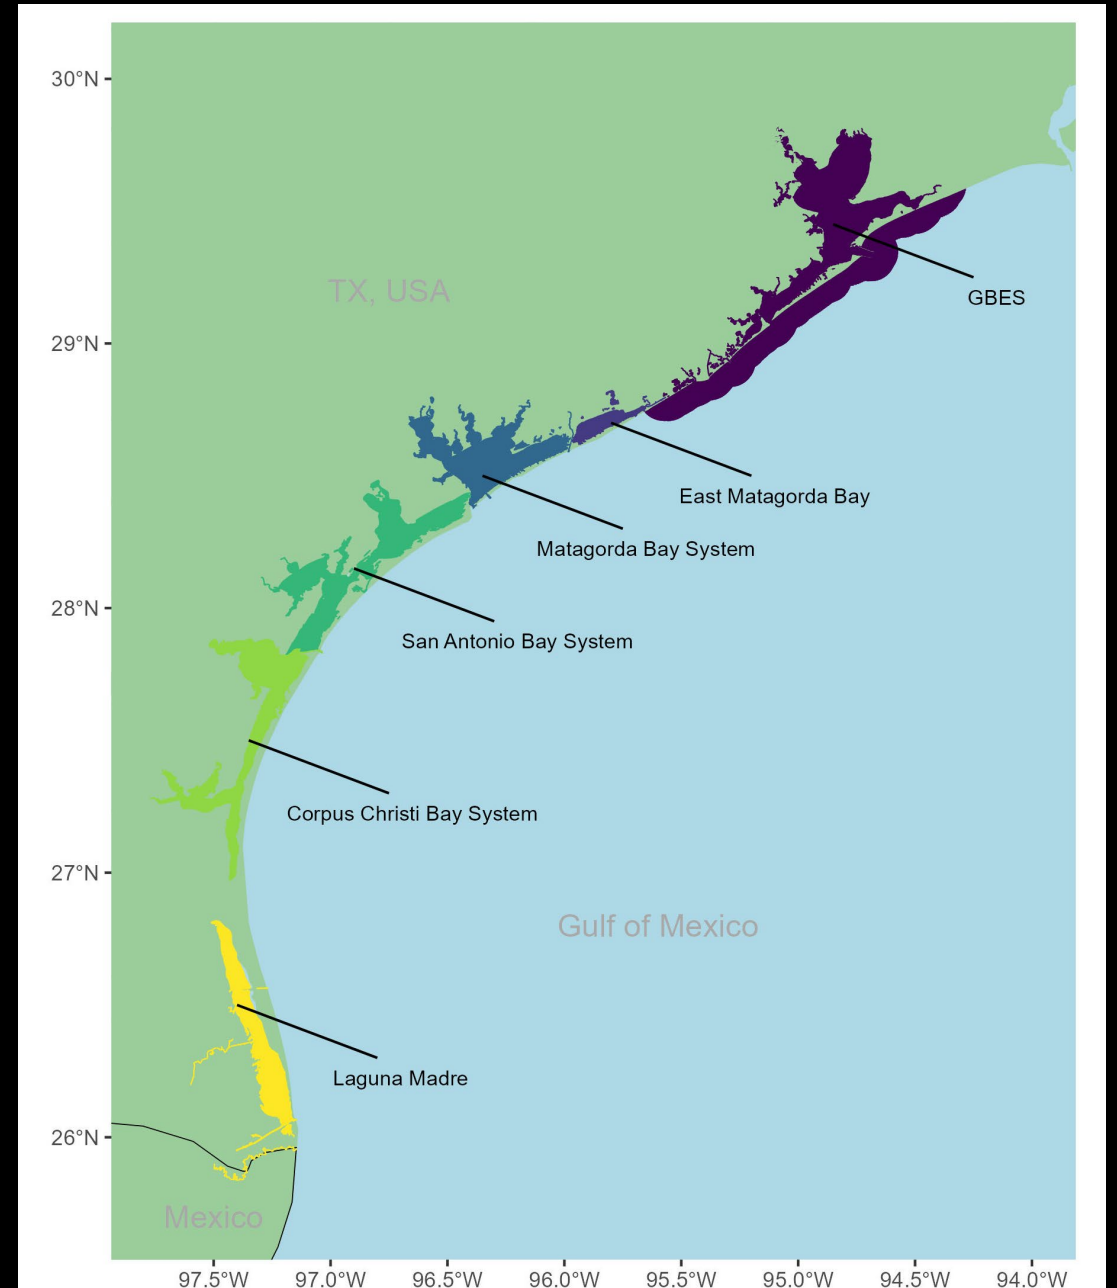 30°N
TX, USA
GBES
29°N
East Matagorda Bay
Matagorda Bay System
28°N
San Antonio Bay System
Corpus Christi Bay System
27°N
Gulf of Mexico
Laguna Madre
26°N
Mexico
97.5°W 97.0°W 96.5°W 96.0°W 95.5°W 95.0°W 94.5°W 94.0°W